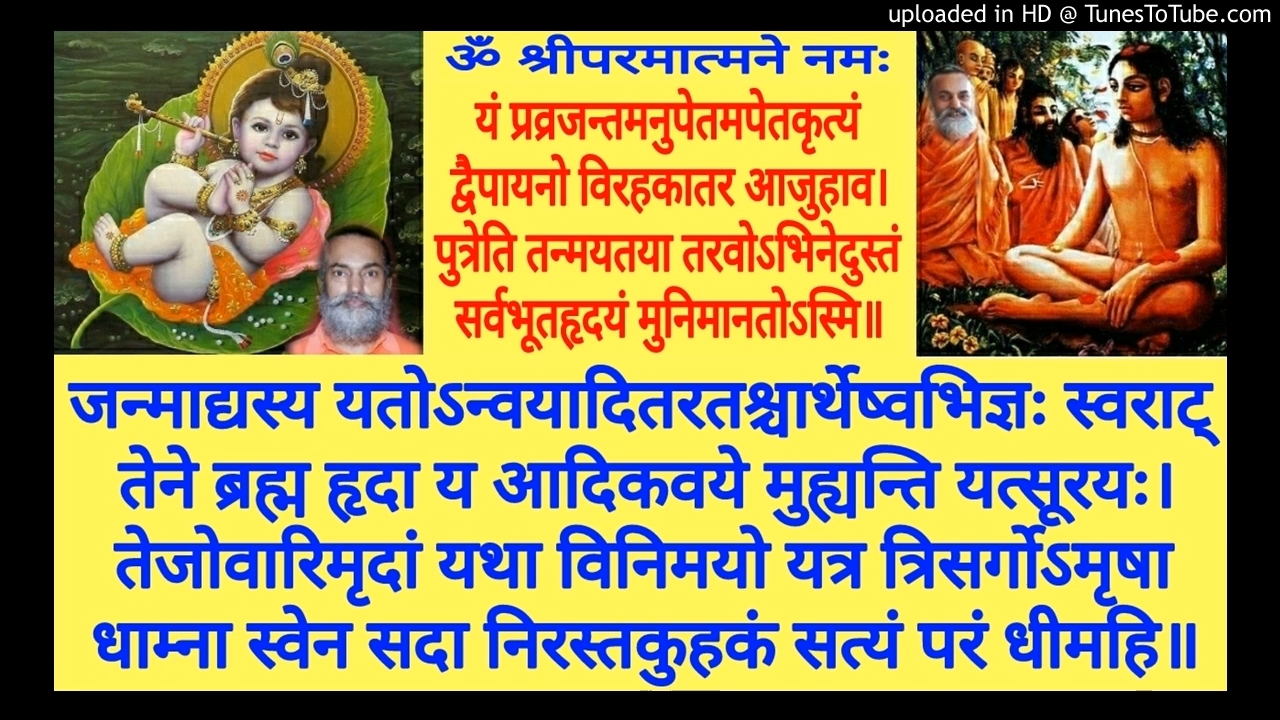 uploaded in HD @ TunesToTube.com
ॐ श्रीपरमात्मने नमः
यं प्रव्रजन्तमनुपेतमपेतकृत्यं
द्वैपायनो विरहकातर आजुहाव।
पुत्रेति तन्मयतया तरवोऽभिनेदुस्तं
सर्वभूतहृदयं मुनिमानतोऽस्मि॥
जन्माद्यस्य यतोऽन्वयादितरतश्चार्थेष्वभिज्ञः स्वराट्
तेने ब्रह्म हृदा य आदिकवये मुह्यन्ति यत्सूरयः।
तेजोवारिमृदां यथा विनिमयो यत्र त्रिसर्गोऽमृषा
धाम्ना स्वेन सदा निरस्तकुहकं सत्यं परं धीमहि॥